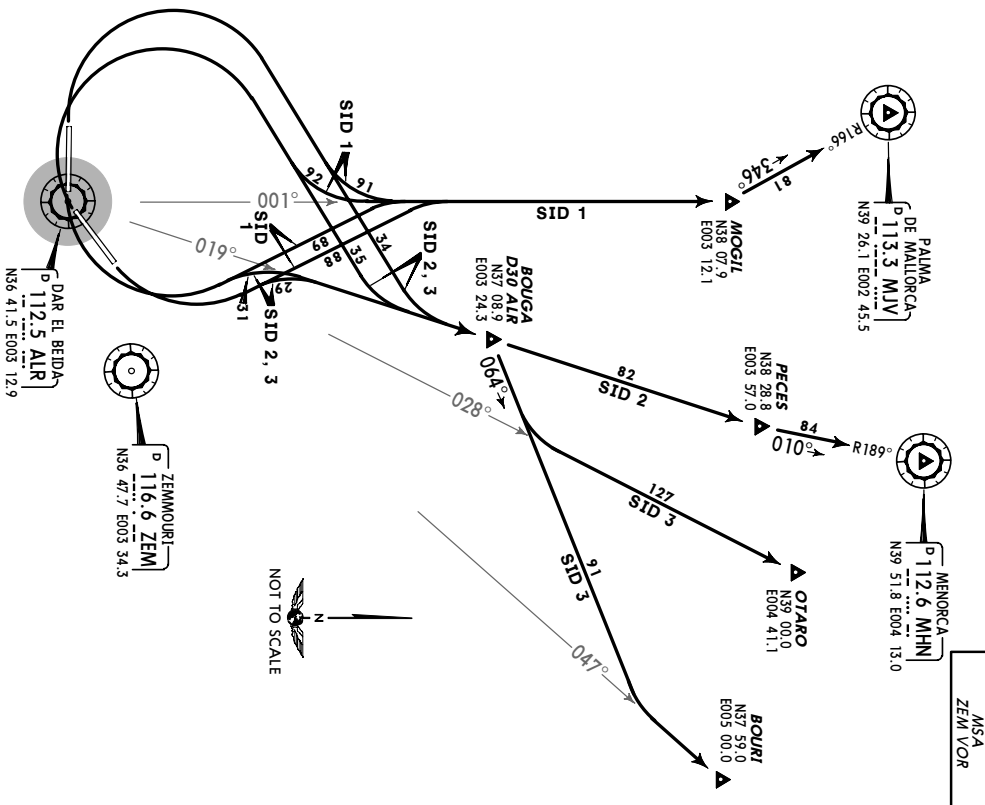 PALMA
DE MALLORCA
D 113.3 MJV
N39 26.1 E002 45.5
R166°
346°
81
MOGIL
N38 07.9
E003 12.1
SID 1
001°
SID 1
92
91
019°
SID
1
89
88
34
35
SID 2, 3
29
31
SID 2, 3
DAR EL BEIDA
D 112.5 ALR
N36 41.5 E003 12.9
BOUGA
D30 ALR
N37 08.9
E003 24.3
82
SID 2
PECES
N38 28.8
E003 57.0
84
010°
R189°
MENORCA
D 112.6 MHN
N39 51.8 E004 13.0
064°
028°
127
SID 3
OTARO
N39 00.0
E004 41.1
91
SID 3
047°
BOURI
N37 59.0
E005 00.0
ZEMMOURI
D 116.6 ZEM
N36 47.7 E003 34.3
N
NOT TO SCALE
MSA
ZEM VOR